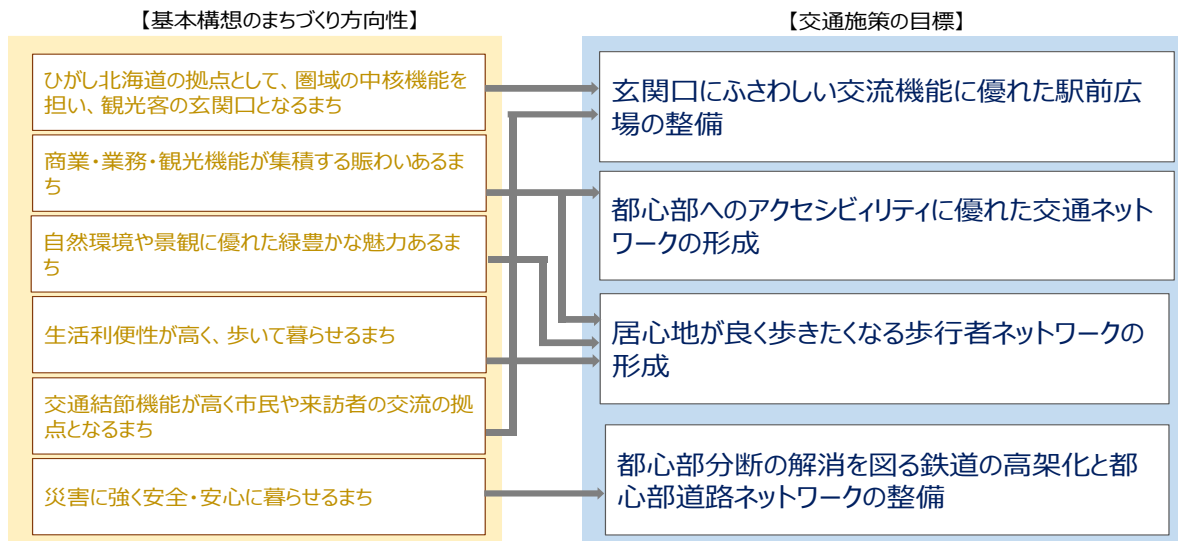 【基本構想のまちづくり方向性】
ひがし北海道の拠点として、圏域の中核機能を
担い、観光客の玄関口となるまち
商業・業務・観光機能が集積する賑わいあるま
ち
自然環境や景観に優れた緑豊かな魅力あるま
ち
生活利便性が高く、歩いて暮らせるまち
交通結節機能が高く市民や来訪者の交流の拠
点となるまち
災害に強く安全・安心に暮らせるまち
【交通施策の目標】
玄関口にふさわしい交流機能に優れた駅前広
場の整備
都心部へのアクセシビィリティに優れた交通ネット
ワークの形成
居心地が良く歩きたくなる歩行者ネットワークの
形成
都心部分断の解消を図る鉄道の高架化と都
心部道路ネットワークの整備